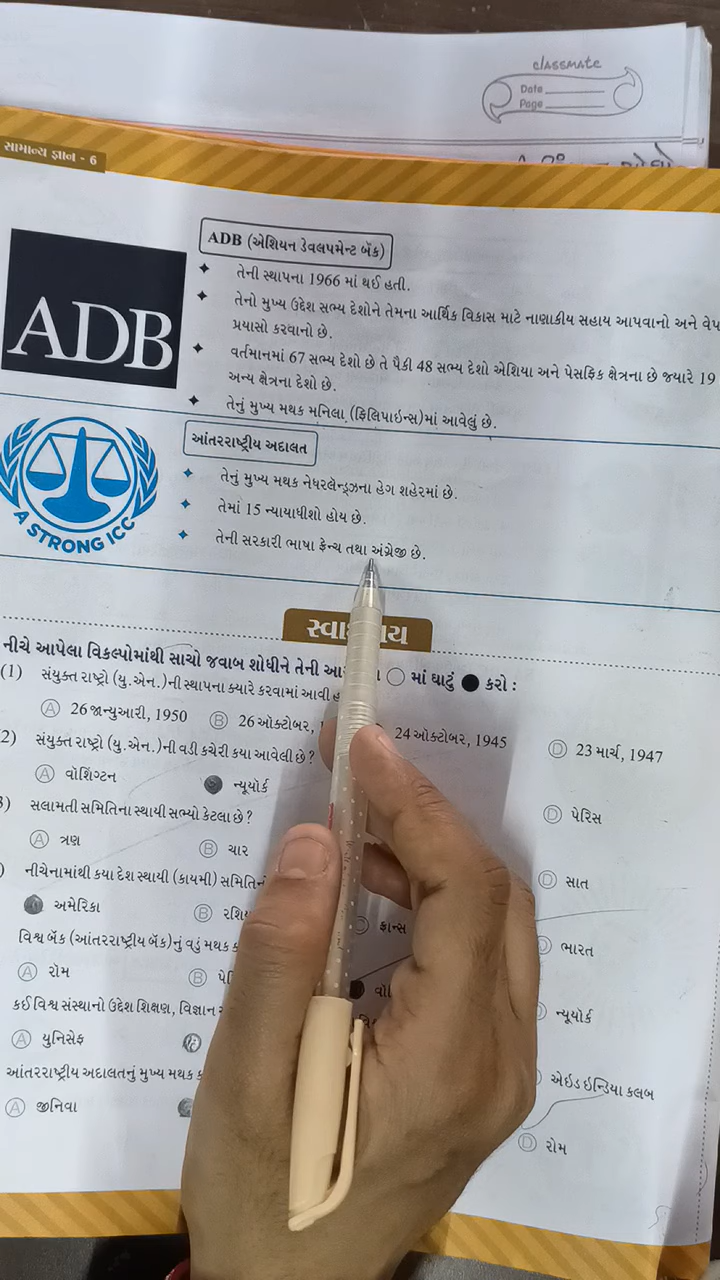 classmate
Date
Page
સામાન્ય જ્ઞાન - 6
ADB
ADB (એશિયન ડેવલપમેન્ટ બેંક)
તેની સ્થાપના 1966 માં થઈ હતી.
તેનો મુખ્ય ઉદ્દેશ સભ્ય દેશોને તેમના આર્થિક વિકાસ માટે નાણાકીય સહાય આપવાનો અને વેપ
પ્રયાસો કરવાનો છે.
વર્તમાનમાં 67 સભ્ય દેશો છે તે પૈકી 48 સભ્ય દેશો એશિયા અને પેસફિક ક્ષેત્રના છે જ્યારે 19
અન્ય ક્ષેત્રના દેશો છે.
તેનું મુખ્ય મથક મનિલા (ફિલિપાઇન્સ)માં આવેલું છે.
A STRONG ICC
આંતરરાષ્ટ્રીય અદાલત
તેનું મુખ્ય મથક નેધરલેન્ડ્ઝના હેગ શહેરમાં છે.
તેમાં 15 ન્યાયાધીશો હોય છે.
તેની સરકારી ભાષા ફ્રેન્ચ તથા અંગ્રેજી છે.
નીચે આપેલા વિકલ્પોમાંથી સાચો જવાબ શોધીને તેની માં ઘાટું કરો :
(1) સંયુક્ત રાષ્ટ્રો (યુ.એન.)ની સ્થાપના ક્યારે કરવામાં આવી
A 26 જાન્યુઆરી, 1950 B 26 ઓક્ટોબર, 24 ઓક્ટોબર, 1945 D 23 માર્ચ, 1947
2) સંયુક્ત રાષ્ટ્રો (યુ.એન.)ની વડી કચેરી કયા આવેલી છે?
A વૉશિંગ્ટન ન્યૂયૉર્ક D પેરિસ
3) સલામતી સમિતિના સ્થાયી સભ્યો કેટલા છે?
A ત્રણ B ચાર D સાત
) નીચેનામાંથી કયા દેશ સ્થાયી (કાયમી)
અમેરિકા B ફ્રાન્સ D ભારત
વિશ્વ બેંક (આંતરરાષ્ટ્રીય બેંક)નું વડું મથક
A રૉમ B ન્યૂયૉર્ક
કઈ વિશ્વ સંસ્થાનો ઉદ્દેશ શિક્ષણ, વિજ્ઞાન
A યુનિસેફ એઇડ ઇન્ડિયા કલબ
આંતરરાષ્ટ્રીય અદાલતનું મુખ્ય મથક
A જીનિવા D રોમ